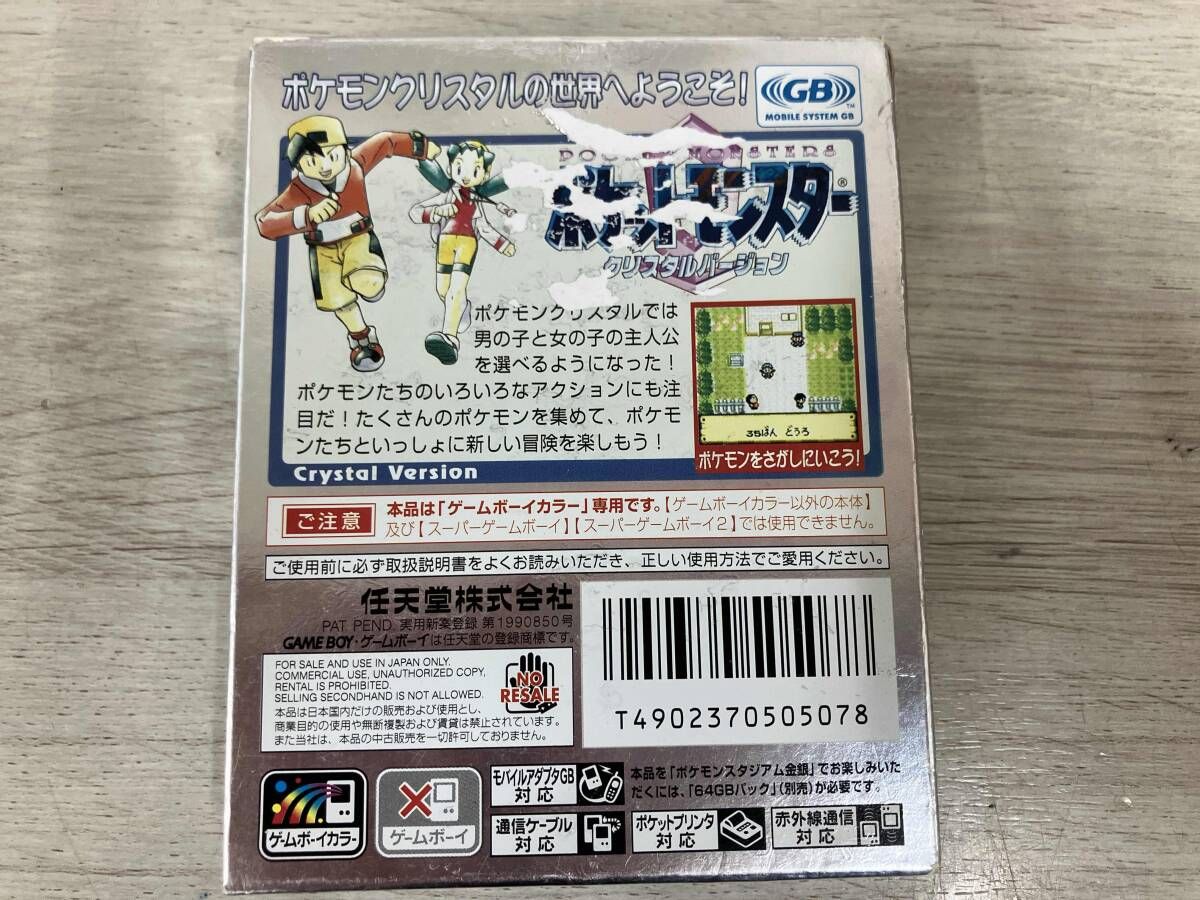 ポケモンクリスタルの世界へようこそ!
GB
TM
MOBILE SYSTEM GB
MONSTERS
ポケットモンスター®
クリスタルバージョン
ポケモンクリスタルでは
男の子と女の子の主人公
を選べるようになった!
ポケモンたちのいろいろなアクションにも注
目だ!たくさんのポケモンを集めて、ポケモ
ンたちといっしょに新しい冒険を楽しもう!
35ばん どうろ
ポケモンをさがしにいこう!
Crystal Version
ご注意
本品は「ゲームボーイカラー」専用です。【ゲームボーイカラー以外の本体】
及び【スーパーゲームボーイ】【スーパーゲームボーイ2】では使用できません。
ご使用前に必ず取扱説明書をよくお読みいただき、正しい使用方法でご愛用ください。
任天堂株式会社
PAT PEND 実用新案登録 第1990850号
GAME BOY・ゲームボーイは任天堂の登録商標です。
FOR SALE AND USE IN JAPAN ONLY.
COMMERCIAL USE, UNAUTHORIZED COPY,
RENTAL IS PROHIBITED.
SELLING SECONDHAND IS NOT ALLOWED.
NO
RESALE
本品は日本国内だけの販売および使用とし、
商業目的の使用や無断複製および賃貸は禁止されています。
また当社は、本品の中古販売を一切許可しておりません。
T4902370505078
ゲームボーイカラー
ゲームボーイ
モバイルアダプタGB
対応
本品を「ポケモンスタジアム金銀」でお楽しみいた
だくには、「64GBパック」(別売)が必要です。
通信ケーブル
対応
ポケットプリンタ
対応
赤外線通信
対応